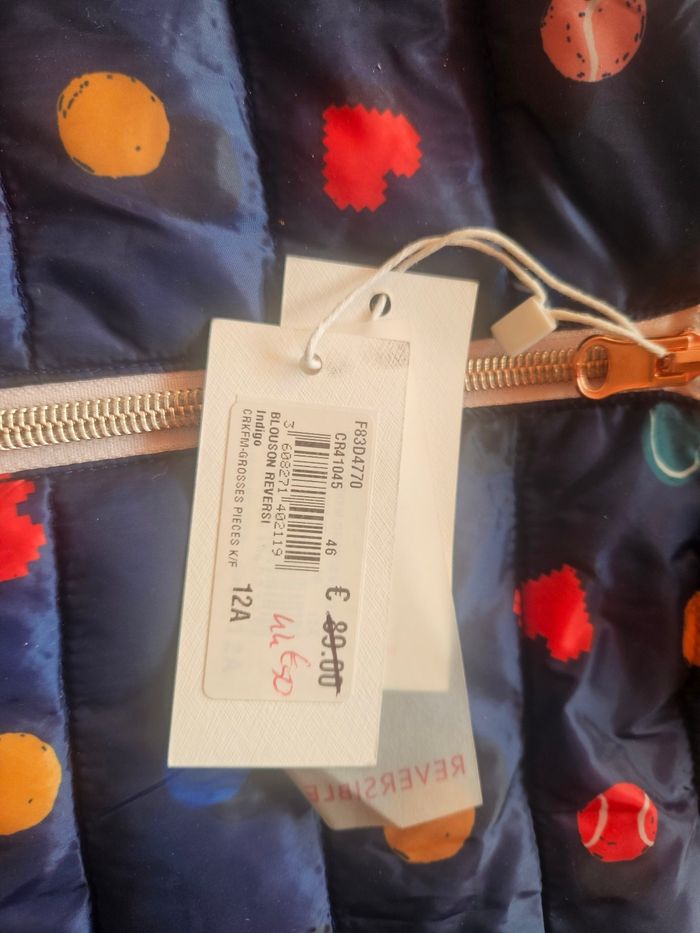 F83D4770
CR41045
46
3 608271 402119
BLOUSON REVERSI
Indigo
CRKFM-GROSSES PIECES K/F
€ 89.00
44€50
12A
REVERSIBLE